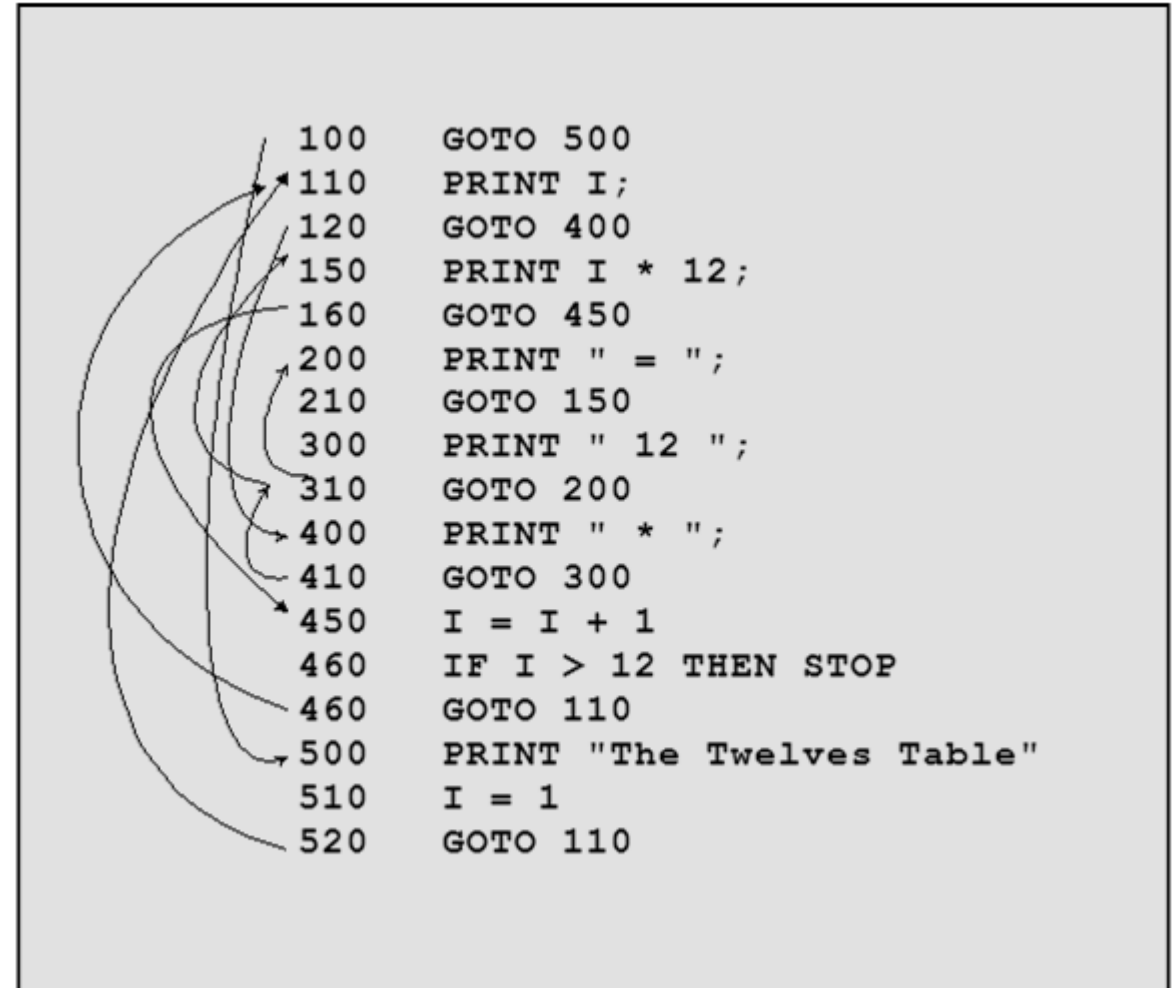 100 GOTO 500
110 PRINT I;
120 GOTO 400
150 PRINT I * 12;
160 GOTO 450
200 PRINT " = ";
210 GOTO 150
300 PRINT " 12 ";
310 GOTO 200
400 PRINT " * ";
410 GOTO 300
450 I = I + 1
460 IF I > 12 THEN STOP
460 GOTO 110
500 PRINT "The Twelves Table"
510 I = 1
520 GOTO 110